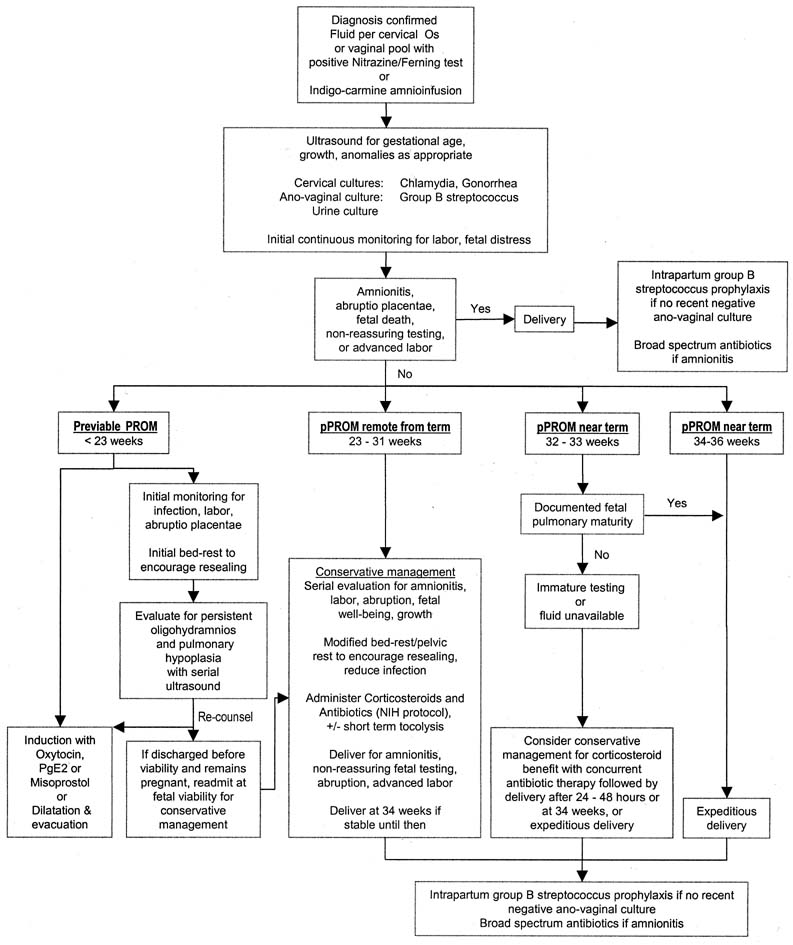 Diagnosis confirmed
Fluid per cervical Os
or vaginal pool with
positive Nitrazine/Ferning test
or
Indigo-carmine amnioinfusion
Ultrasound for gestational age,
growth, anomalies as appropriate
Cervical cultures: Chlamydia, Gonorrhea
Ano-vaginal culture: Group B streptococcus
Urine culture
Initial continuous monitoring for labor, fetal distress
Amnionitis,
abruptio placentae,
fetal death,
non-reassuring testing,
or advanced labor
Yes
Delivery
Intrapartum group B
streptococcus prophylaxis
if no recent negative
ano-vaginal culture
Broad spectrum antibiotics
if amnionitis
No
Previable PROM
< 23 weeks
pPROM remote from term
23 - 31 weeks
pPROM near term
32 - 33 weeks
pPROM near term
34-36 weeks
Initial monitoring for
infection, labor,
abruptio placentae
Initial bed-rest to
encourage resealing
Evaluate for persistent
oligohydramnios
and pulmonary
hypoplasia
with serial
ultrasound
Re-counsel
Induction with
Oxytocin,
PgE2 or
Misoprostol
or
Dilatation &
evacuation
If discharged before
viability and remains
pregnant, readmit at
fetal viability for
conservative
management
Conservative management
Serial evaluation for amnionitis,
labor, abruption, fetal
well-being, growth
Modified bed-rest/pelvic
rest to encourage resealing,
reduce infection
Administer Corticosteroids and
Antibiotics (NIH protocol),
+/- short term tocolysis
Deliver for amnionitis,
non-reassuring fetal testing,
abruption, advanced labor
Deliver at 34 weeks if
stable until then
Documented fetal
pulmonary maturity
Yes
No
Immature testing
or
fluid unavailable
Consider conservative
management for corticosteroid
benefit with concurrent
antibiotic therapy followed by
delivery after 24 - 48 hours or
at 34 weeks, or
expeditious delivery
Expeditious
delivery
Intrapartum group B streptococcus prophylaxis if no recent
negative ano-vaginal culture
Broad spectrum antibiotics if amnionitis